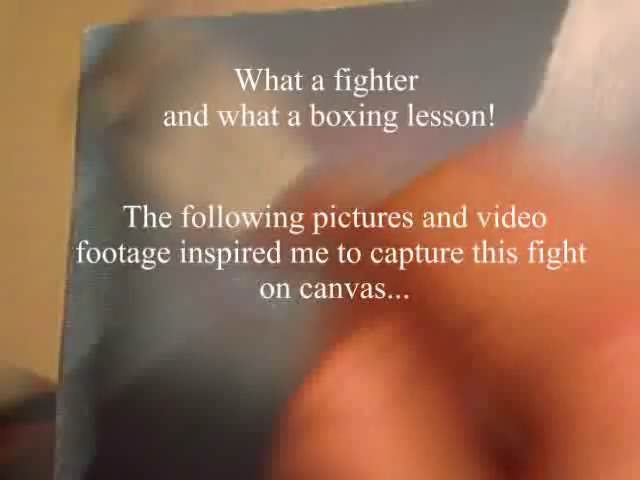 What a fighter
and what a boxing lesson!
The following pictures and video
footage inspired me to capture this fight
on canvas...